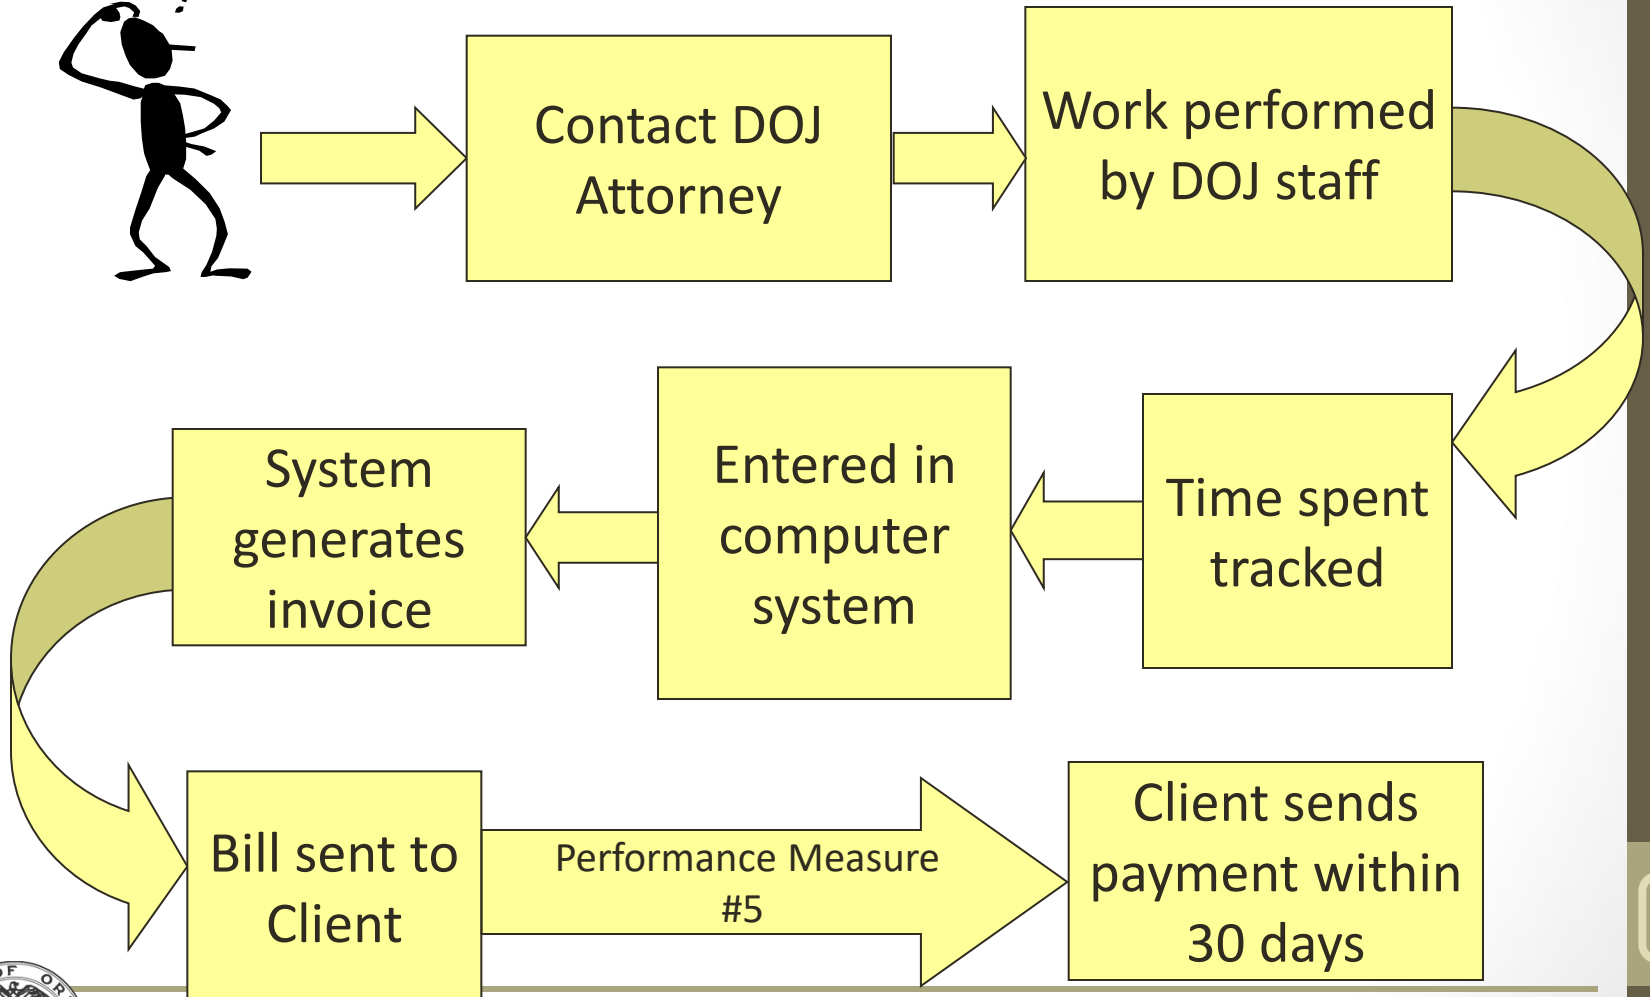 Contact DOJ
Attorney
Work performed
by DOJ staff
Time spent
tracked
Entered in
computer
system
System
generates
invoice
Bill sent to
Client
Performance Measure
#5
Client sends
payment within
30 days
OF